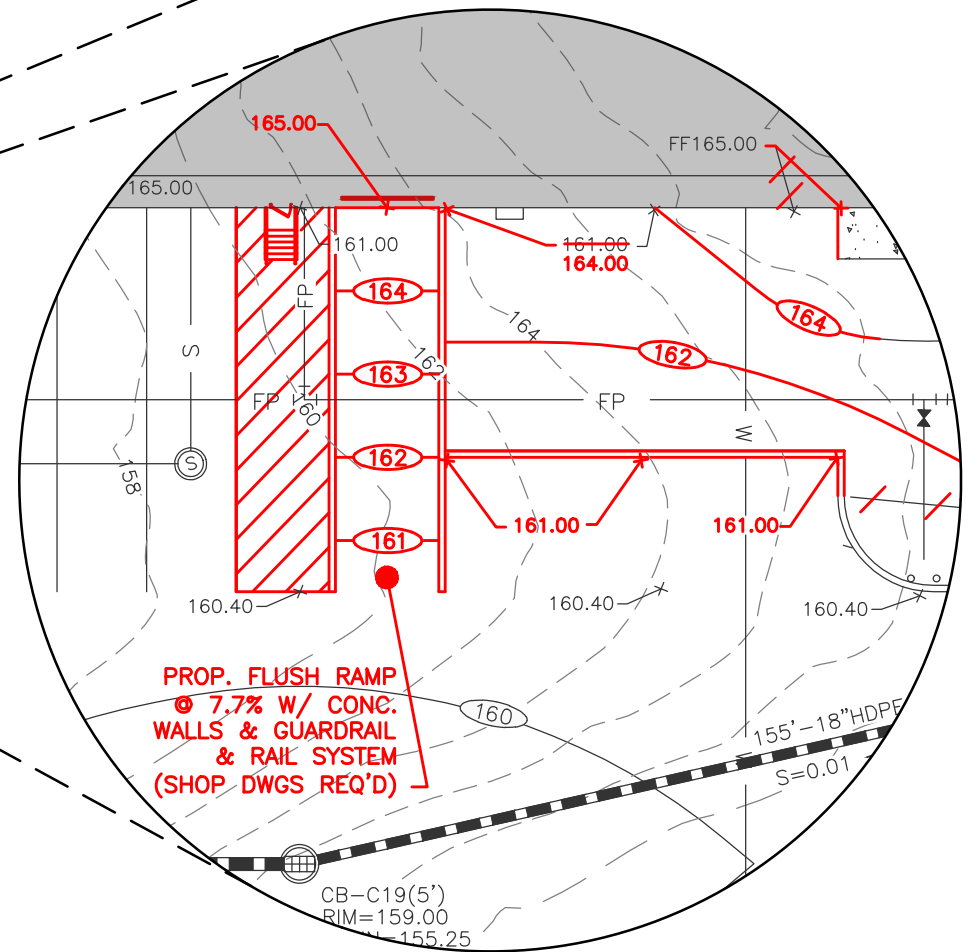 165.00
FF165.00
165.00
161.00
161.00
164.00
164
164
FP
164
162
S
162
163
FP
160
FP
W
162
158
S
161.00
161.00
161
160.40
160.40
160.40
PROP. FLUSH RAMP
@ 7.7% W/ CONC.
WALLS & GUARDRAIL
& RAIL SYSTEM
(SHOP DWGS REQ'D)
160
155'-18"HDPE
S=0.01
CB-C19(5')
RIM=159.00
=155.25